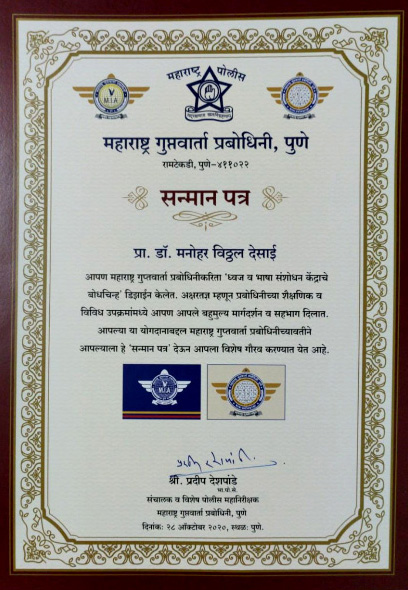 महाराष्ट्र पोलीस
M.I.A
महाराष्ट्र गुप्तवार्ता प्रबोधिनी, पुणे
रामटेकडी, पुणे-४११०२२
सन्मान पत्र
प्रा. डॉ. मनोहर विठ्ठल देसाई
आपण महाराष्ट्र गुप्तवार्ता प्रबोधिनीकरिता 'ध्वज व भाषा संशोधन केंद्राचे
बोधचिन्ह' डिझाईन केलेत. अक्षरतज्ञ म्हणून प्रबोधिनीच्या शैक्षणिक व
विविध उपक्रमांमध्ये आपण आपले बहुमुल्य मार्गदर्शन व सहभाग दिलात.
आपल्या या योगदानाबद्दल महाराष्ट्र गुप्तवार्ता प्रबोधिनीच्यावतीने
आपल्याला हे 'सन्मान पत्र' देऊन आपला विशेष गौरव करण्यात येत आहे.
M.I.A
श्री. प्रदीप देशपांडे
भा.पो.से.
संचालक व विशेष पोलीस महानिरीक्षक
महाराष्ट्र गुप्तवार्ता प्रबोधिनी, पुणे
दिनांक: २८ ऑक्टोबर २०२०, स्थळ: पुणे.